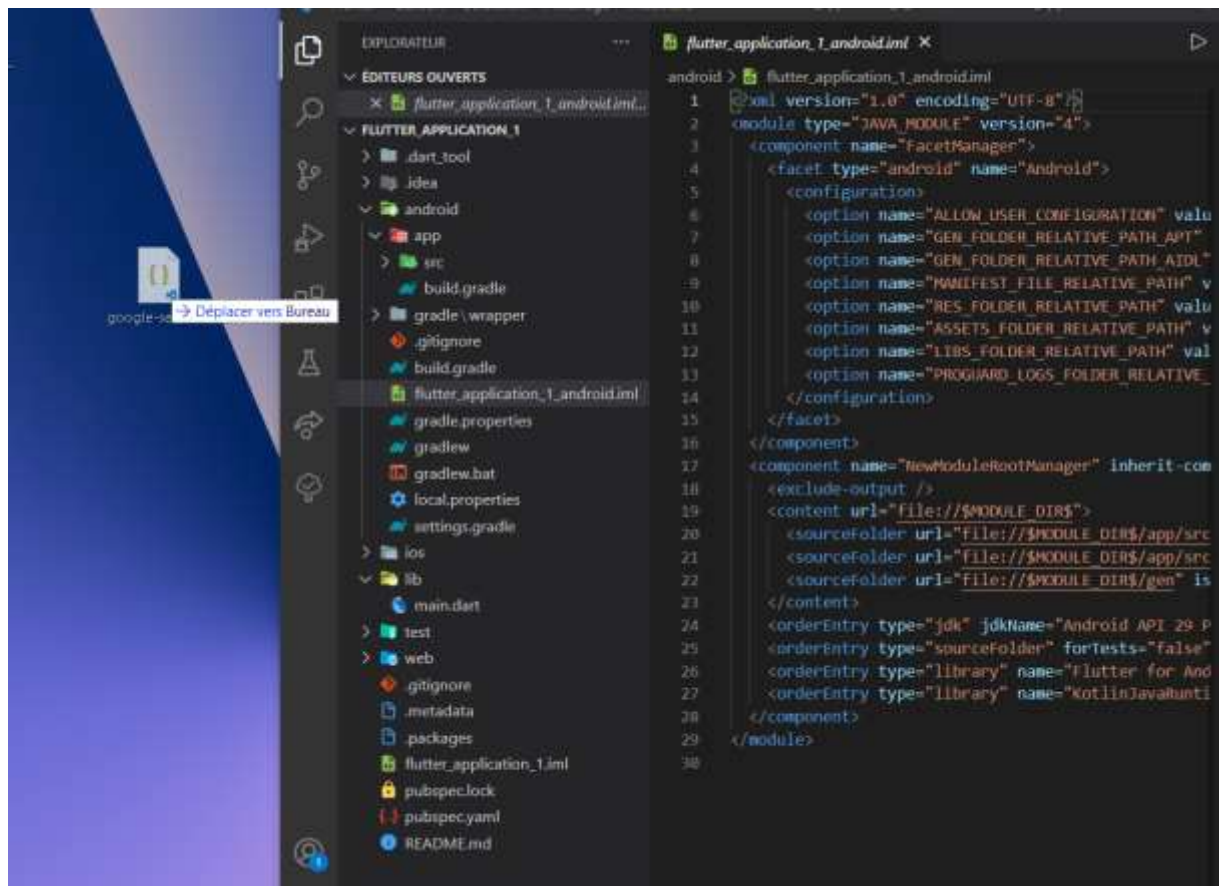 google-se
→ Déplacer vers Bureau
EXPLORATEUR
ÉDITEURS OUVERTS
flutter_application_1_android.iml...
FLUTTER_APPLICATION_1
.dart_tool
.idea
android
app
src
build.gradle
gradle \ wrapper
.gitignore
build.gradle
flutter_application_1_android.iml
gradle.properties
gradlew
gradlew.bat
local.properties
settings.gradle
ios
lib
main.dart
test
web
.gitignore
.metadata
.packages
flutter_application_1.iml
pubspec.lock
pubspec.yaml
README.md
flutter_application_1_android.iml
android > flutter_application_1_android.iml
1 <?xml version="1.0" encoding="UTF-8"?>
2 <module type="JAVA_MODULE" version="4">
3 <component name="FacetManager">
4 <facet type="android" name="Android">
5 <configuration>
6 <option name="ALLOW_USER_CONFIGURATION" valu
7 <option name="GEN_FOLDER_RELATIVE_PATH_APT"
8 <option name="GEN_FOLDER_RELATIVE_PATH_AIDL"
9 <option name="MANIFEST_FILE_RELATIVE_PATH" v
10 <option name="RES_FOLDER_RELATIVE_PATH" valu
11 <option name="ASSETS_FOLDER_RELATIVE_PATH" v
12 <option name="LIBS_FOLDER_RELATIVE_PATH" val
13 <option name="PROGUARD_LOGS_FOLDER_RELATIVE_
14 </configuration>
15 </facet>
16 </component>
17 <component name="NewModuleRootManager" inherit-com
18 <exclude-output />
19 <content url="file://$MODULE_DIR$">
20 <sourceFolder url="file://$MODULE_DIR$/app/src
21 <sourceFolder url="file://$MODULE_DIR$/app/src
22 <sourceFolder url="file://$MODULE_DIR$/gen" is
23 </content>
24 <orderEntry type="jdk" jdkName="Android API 29 P
25 <orderEntry type="sourceFolder" forTests="false"
26 <orderEntry type="library" name="Flutter for And
27 <orderEntry type="library" name="KotlinJavaRunti
28 </component>
29 </module>
30